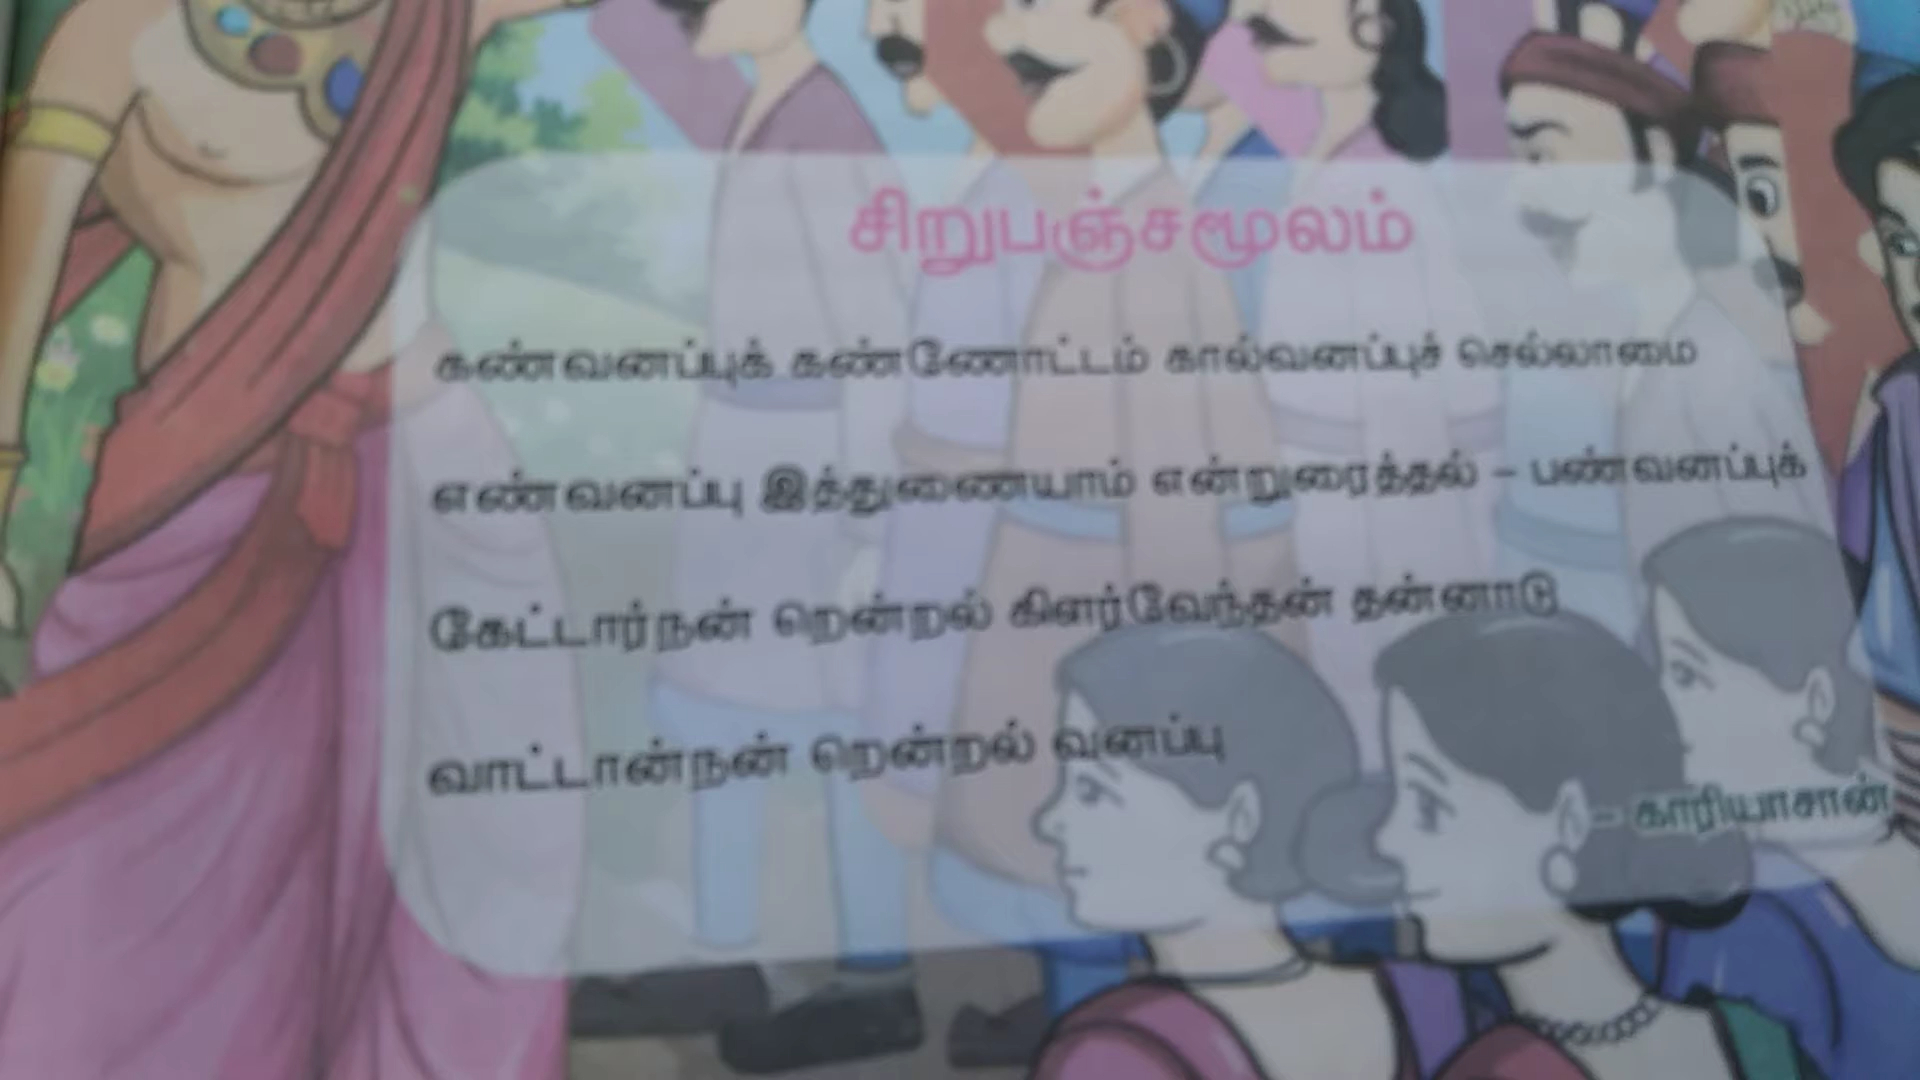 சிறுபஞ்சமூலம்
கண்வனப்புக் கண்ணோட்டம் கால்வனப்புச் செல்லாமை
எண்வனப்பு இத்துணையாம் என்றுரைத்தல் – பண்வனப்புக்
கேட்டார்நன் றென்றல் கிளர்வேந்தன் தன்னாடு
வாட்டான்நன் றென்றல் வனப்பு
– காரியாசான்